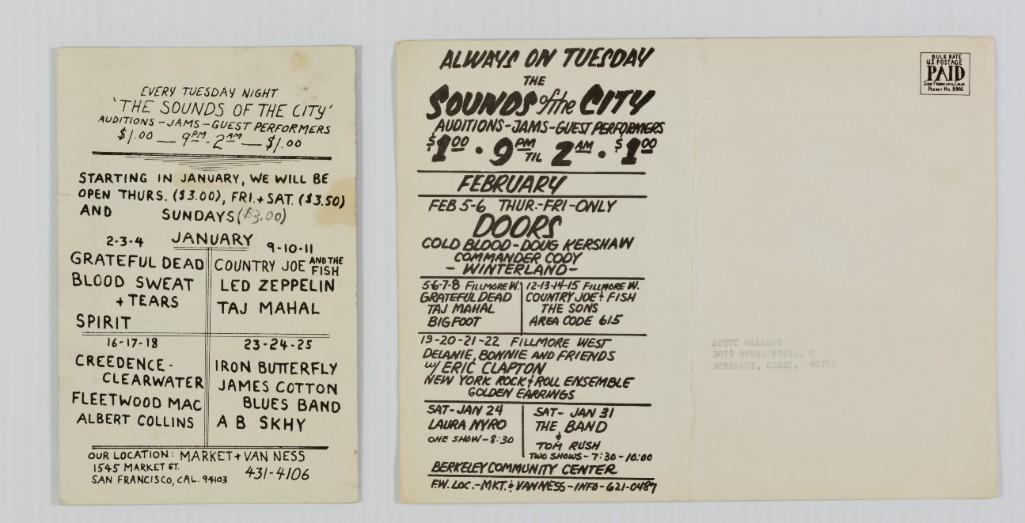 EVERY TUESDAY NIGHT
'THE SOUNDS OF THE CITY'
AUDITIONS - JAMS - GUEST PERFORMERS
$1.00 — 9PM - 2AM — $1.00
STARTING IN JANUARY, WE WILL BE
OPEN THURS. ($3.00), FRI. + SAT. ($3.50)
AND SUNDAYS ($3.00)
JANUARY
2-3-4
GRATEFUL DEAD
BLOOD SWEAT
+ TEARS
SPIRIT
9-10-11
COUNTRY JOE AND THE
FISH
LED ZEPPELIN
TAJ MAHAL
16-17-18
CREEDENCE-
CLEARWATER
FLEETWOOD MAC
ALBERT COLLINS
23-24-25
IRON BUTTERFLY
JAMES COTTON
BLUES BAND
A B SKHY
OUR LOCATION: MARKET + VAN NESS
1545 MARKET ST.
SAN FRANCISCO, CAL. 94103
431-4106
ALWAYS ON TUESDAY
THE
SOUNDS of the CITY
AUDITIONS-JAMS-GUEST PERFORMERS
$1.00 • 9PM TIL 2AM • $1.00
FEBRUARY
FEB 5-6 THUR-FRI-ONLY
DOORS
COLD BLOOD-DOUG KERSHAW
COMMANDER CODY
- WINTERLAND -
5-6-7-8 FILLMORE W.
GRATEFUL DEAD
TAJ MAHAL
BIGFOOT
12-13-14-15 FILLMORE W.
COUNTRY JOE & FISH
THE SONS
AREA CODE 615
19-20-21-22 FILLMORE WEST
DELANIE, BONNIE AND FRIENDS
w/ ERIC CLAPTON
NEW YORK ROCK & ROLL ENSEMBLE
GOLDEN EARRINGS
SAT- JAN 24
LAURA NYRO
ONE SHOW-8:30
SAT- JAN 31
THE BAND
&
TOM RUSH
TWO SHOWS-7:30-10:00
BERKELEY COMMUNITY CENTER
F.W. LOC.-MKT. & VAN NESS-INFO-621-0487
BULK RATE
U S POSTAGE
PAID
SAN FRANCISCO, CALIF
SCOTT WALLACE
3075 BUENA VISTA, C
BERKELEY, CALIF.